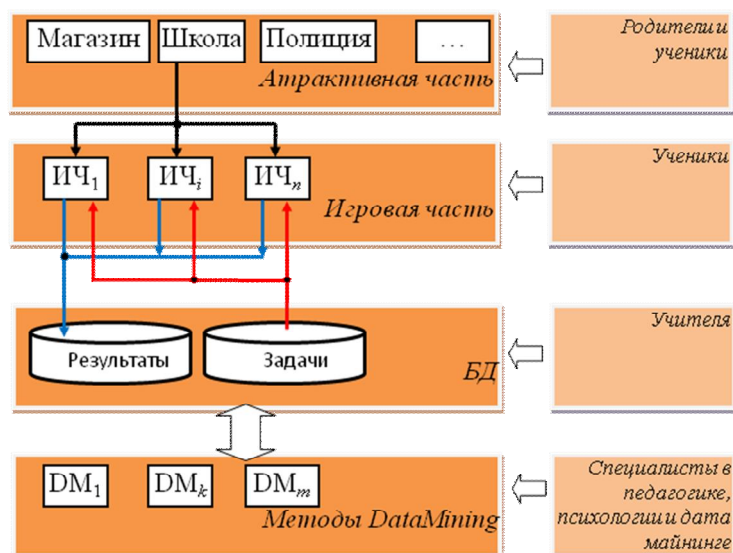 Магазин Школа Полиция ...
Атрактивная часть
Родители и
ученики
ИЧ1 ИЧi ИЧn
Игровая часть
Ученики
Результаты Задачи
БД
Учителя
DM1 DMk DMm
Методы DataMining
Специалисты в
педагогике,
психологии и дата
майнинге